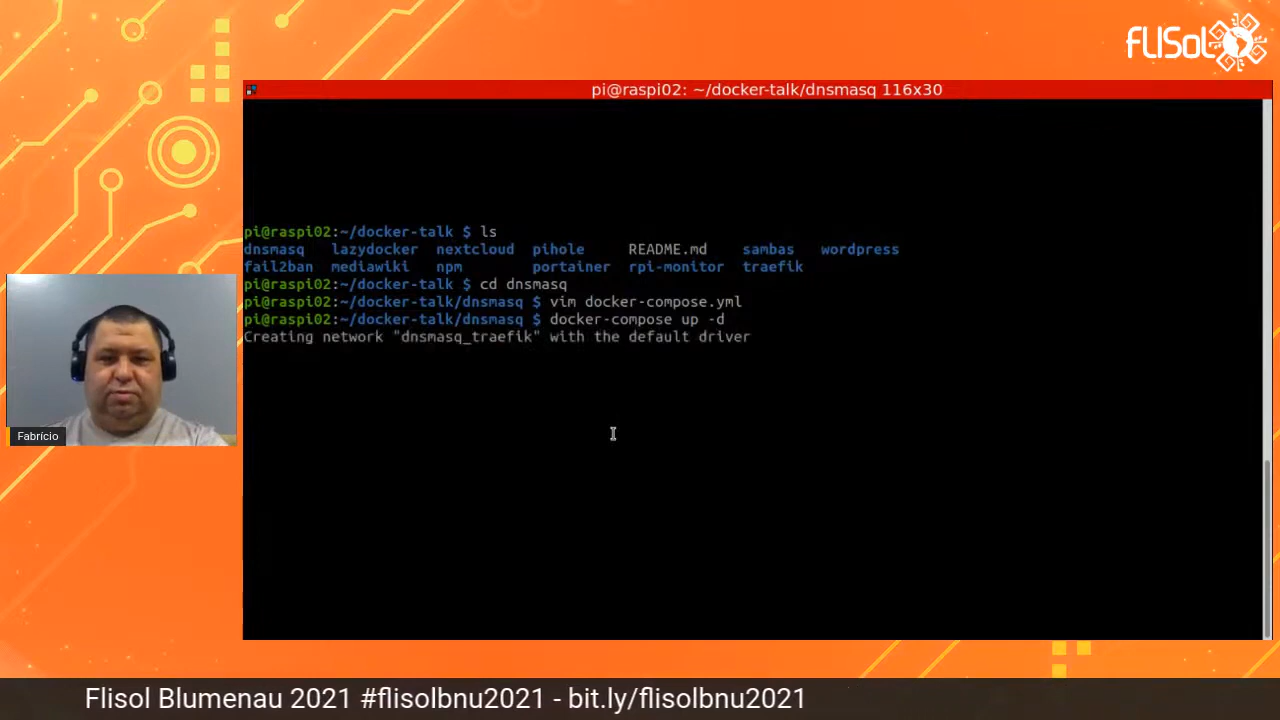 FLISoL
pi@raspi02: ~/docker-talk/dnsmasq 116x30
pi@raspi02:~/docker-talk $ ls
dnsmasq lazydocker nextcloud pihole README.md sambas wordpress
fail2ban mediawiki npm portainer rpi-monitor traefik
pi@raspi02:~/docker-talk $ cd dnsmasq
pi@raspi02:~/docker-talk/dnsmasq $ vim docker-compose.yml
pi@raspi02:~/docker-talk/dnsmasq $ docker-compose up -d
Creating network "dnsmasq_traefik" with the default driver
Fabrício
Flisol Blumenau 2021 #flisolbnu2021 - bit.ly/flisolbnu2021